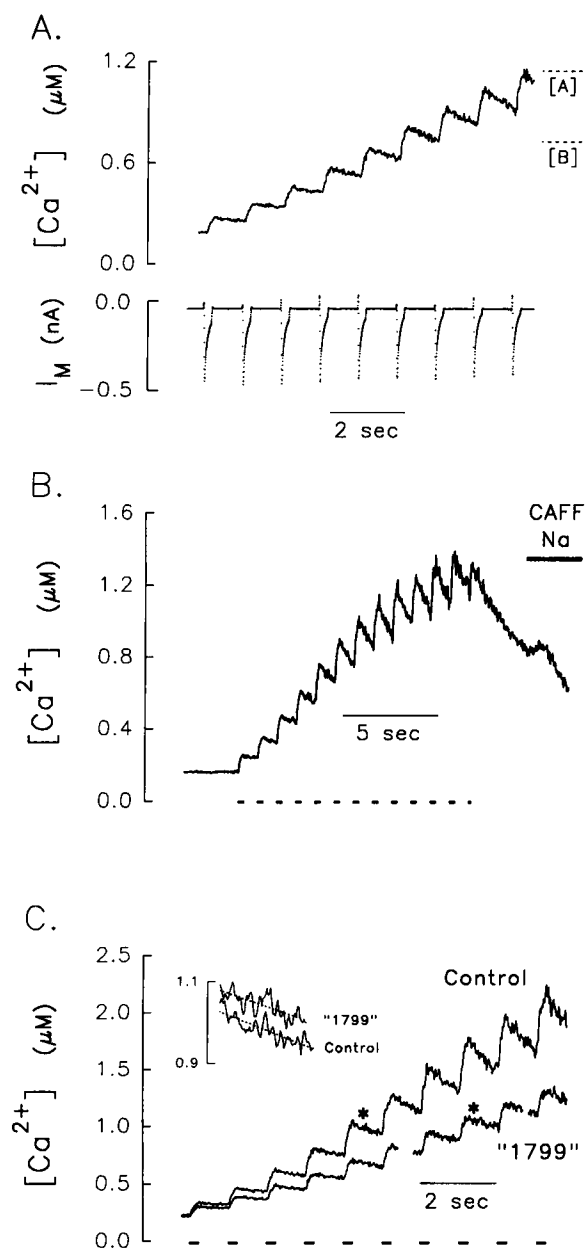 A.
[Ca2+] (µM)
1.2
0.6
0.0
[A]
[B]
IM (nA)
0.0
−0.5
2 sec
B.
[Ca2+] (µM)
1.6
1.2
0.8
0.4
0.0
CAFF
Na
5 sec
C.
[Ca2+] (µM)
2.5
2.0
1.5
1.0
0.5
0.0
1.1
0.9
"1799"
Control
Control
*
*
"1799"
2 sec